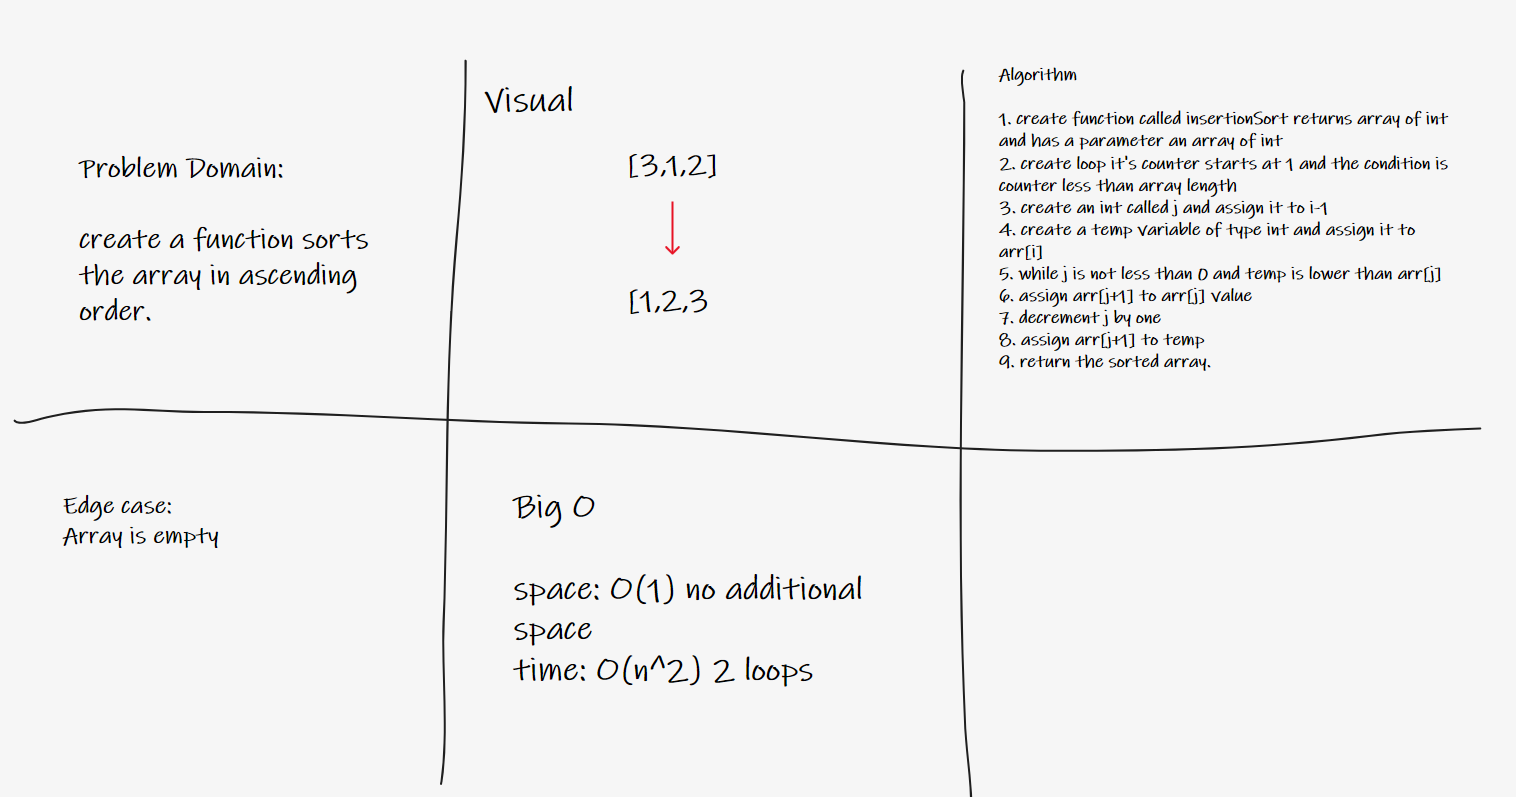 Problem Domain:
create a function sorts
the array in ascending
order.
Visual
[3,1,2]
[1,2,3
Algorithm
1. create function called insertionSort returns array of int
and has a parameter an array of int
2. create loop it's counter starts at 1 and the condition is
counter less than array length
3. create an int called j and assign it to i-1
4. create a temp variable of type int and assign it to
arr[i]
5. while j is not less than 0 and temp is lower than arr[j]
6. assign arr[j+1] to arr[j] value
7. decrement j by one
8. assign arr[j+1] to temp
9. return the sorted array.
Edge case:
Array is empty
Big O
space: O(1) no additional
space
time: O(n^2) 2 loops